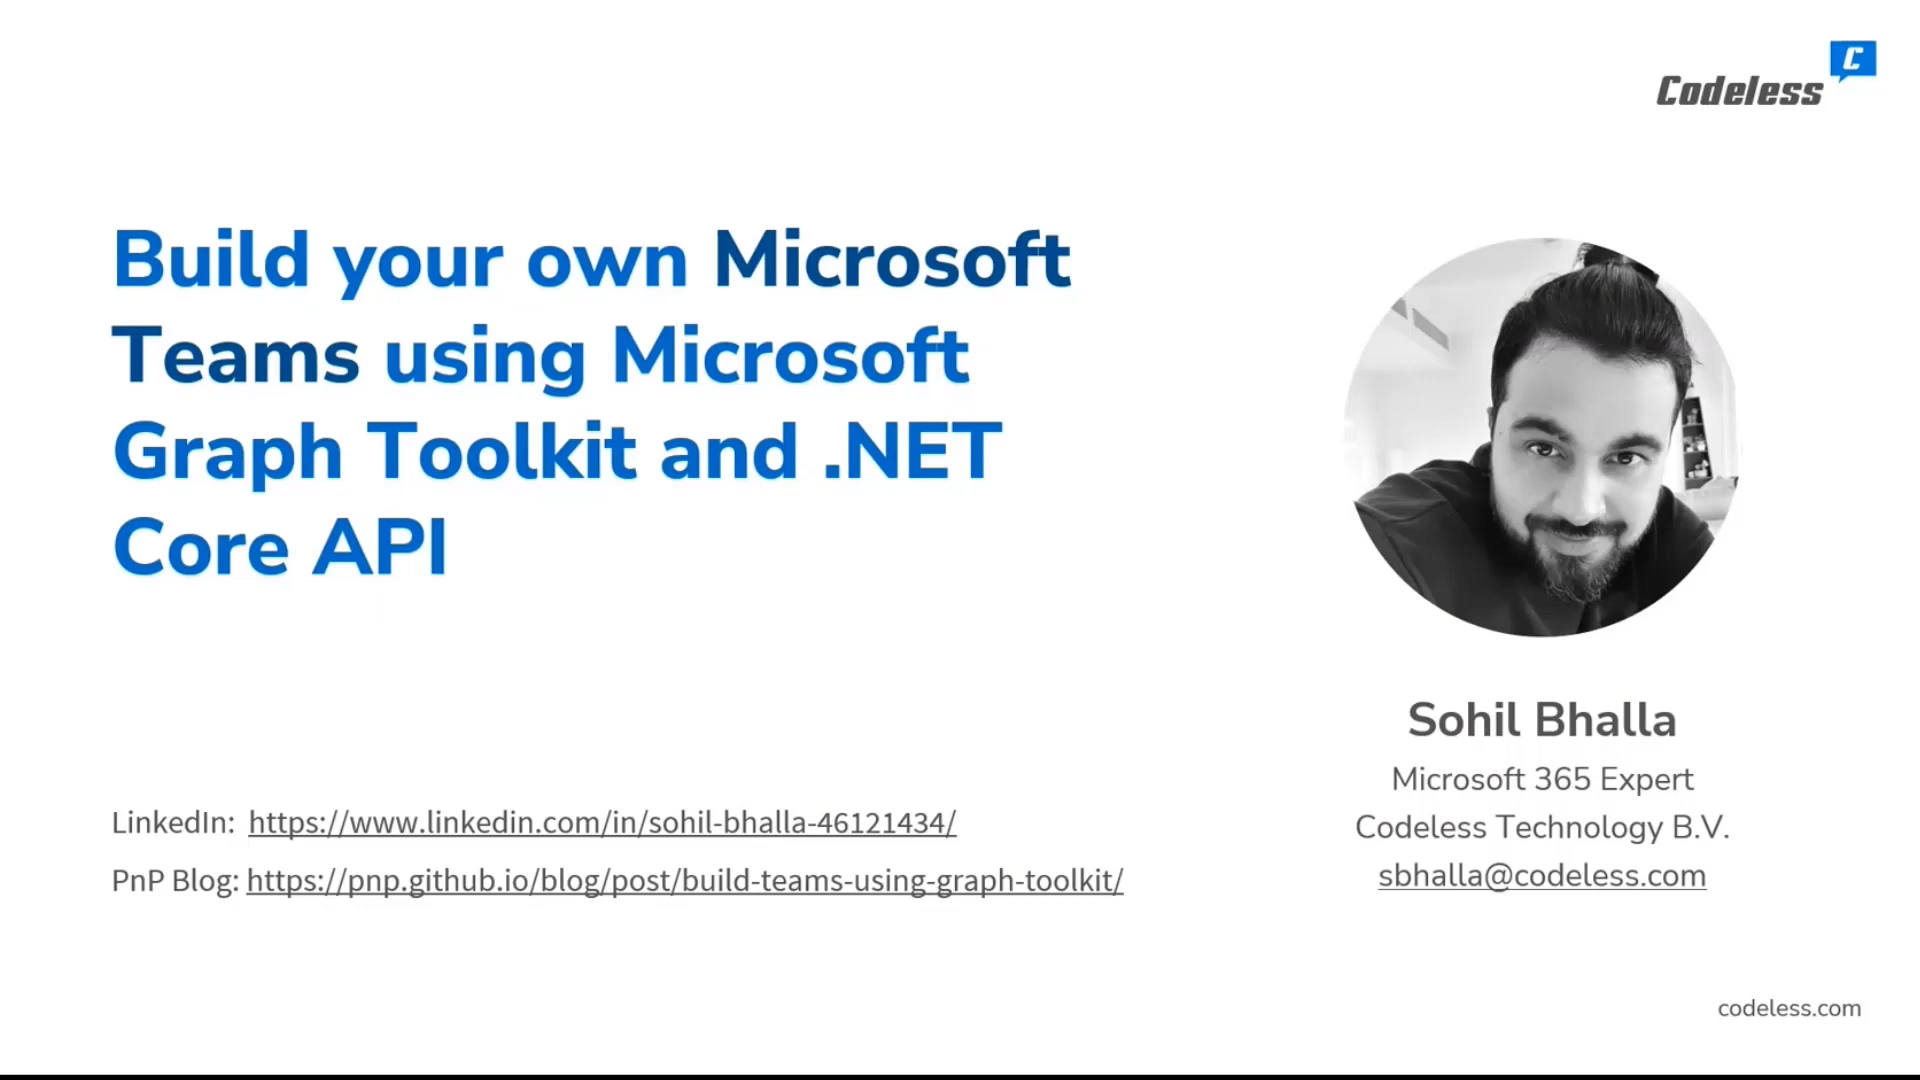 C
Codeless
Build your own Microsoft
Teams using Microsoft
Graph Toolkit and .NET
Core API
LinkedIn: https://www.linkedin.com/in/sohil-bhalla-46121434/
PnP Blog: https://pnp.github.io/blog/post/build-teams-using-graph-toolkit/
Sohil Bhalla
Microsoft 365 Expert
Codeless Technology B.V.
sbhalla@codeless.com
codeless.com